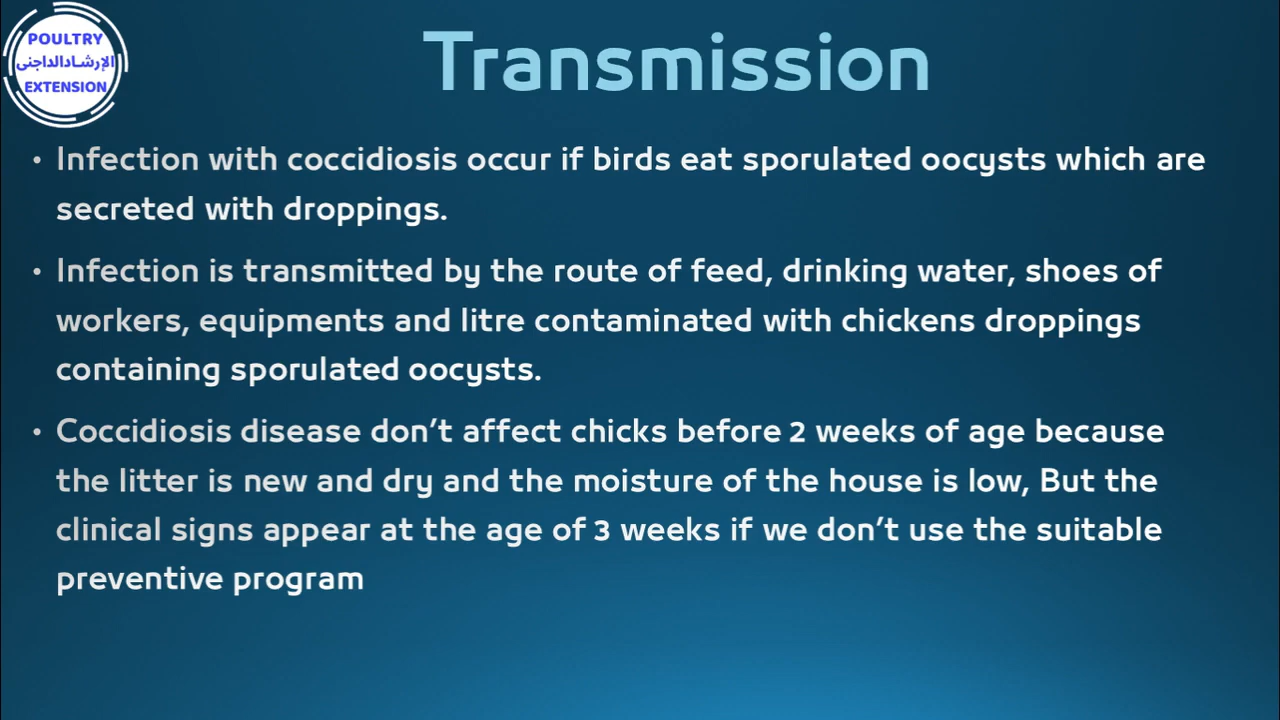 POULTRY
الإرشـادالداجنى
EXTENSION
Transmission
• Infection with coccidiosis occur if birds eat sporulated oocysts which are
secreted with droppings.
• Infection is transmitted by the route of feed, drinking water, shoes of
workers, equipments and litre contaminated with chickens droppings
containing sporulated oocysts.
• Coccidiosis disease don’t affect chicks before 2 weeks of age because
the litter is new and dry and the moisture of the house is low, But the
clinical signs appear at the age of 3 weeks if we don’t use the suitable
preventive program